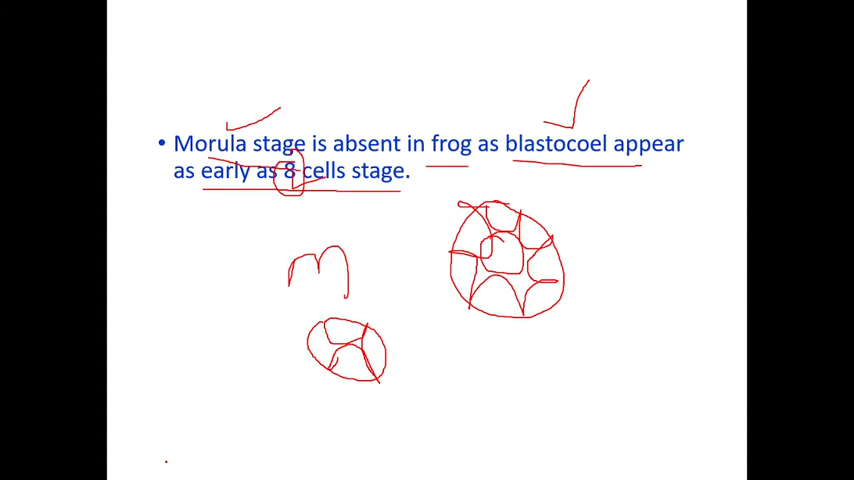 • Morula stage is absent in frog as blastocoel appear
as early as 8 cells stage.
m